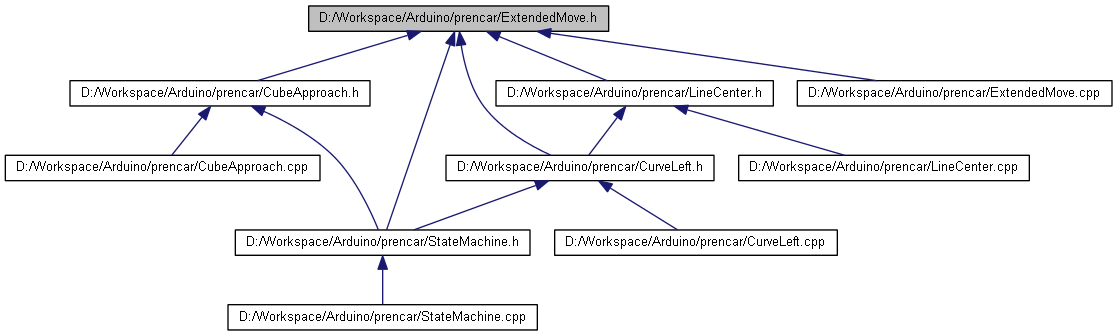 D:/Workspace/Arduino/prencar/ExtendedMove.h
D:/Workspace/Arduino/prencar/CubeApproach.h
D:/Workspace/Arduino/prencar/LineCenter.h
D:/Workspace/Arduino/prencar/ExtendedMove.cpp
D:/Workspace/Arduino/prencar/CubeApproach.cpp
D:/Workspace/Arduino/prencar/CurveLeft.h
D:/Workspace/Arduino/prencar/LineCenter.cpp
D:/Workspace/Arduino/prencar/StateMachine.h
D:/Workspace/Arduino/prencar/CurveLeft.cpp
D:/Workspace/Arduino/prencar/StateMachine.cpp